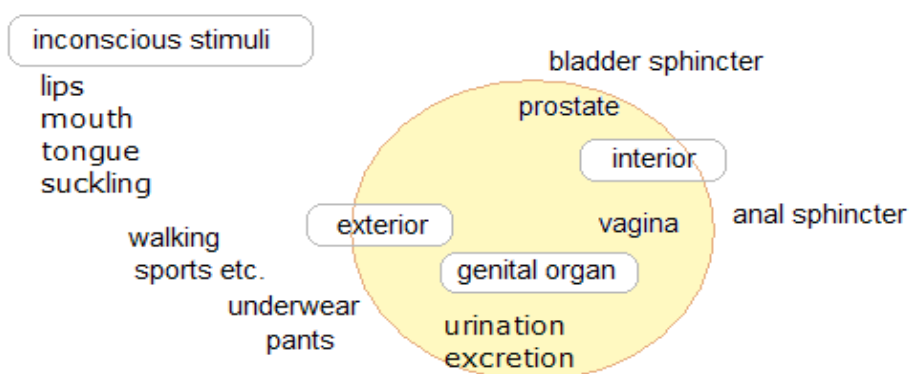 inconscious stimuli
lips
mouth
tongue
suckling
bladder sphincter
prostate
interior
exterior
vagina
anal sphincter
walking
sports etc.
genital organ
underwear
pants
urination
excretion